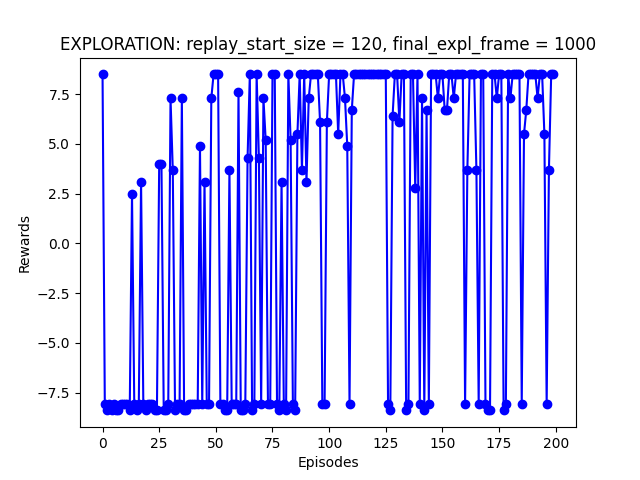 EXPLORATION: replay_start_size = 120, final_expl_frame = 1000
7.5
5.0
2.5
0.0
−2.5
−5.0
−7.5
Rewards
0 25 50 75 100 125 150 175 200
Episodes